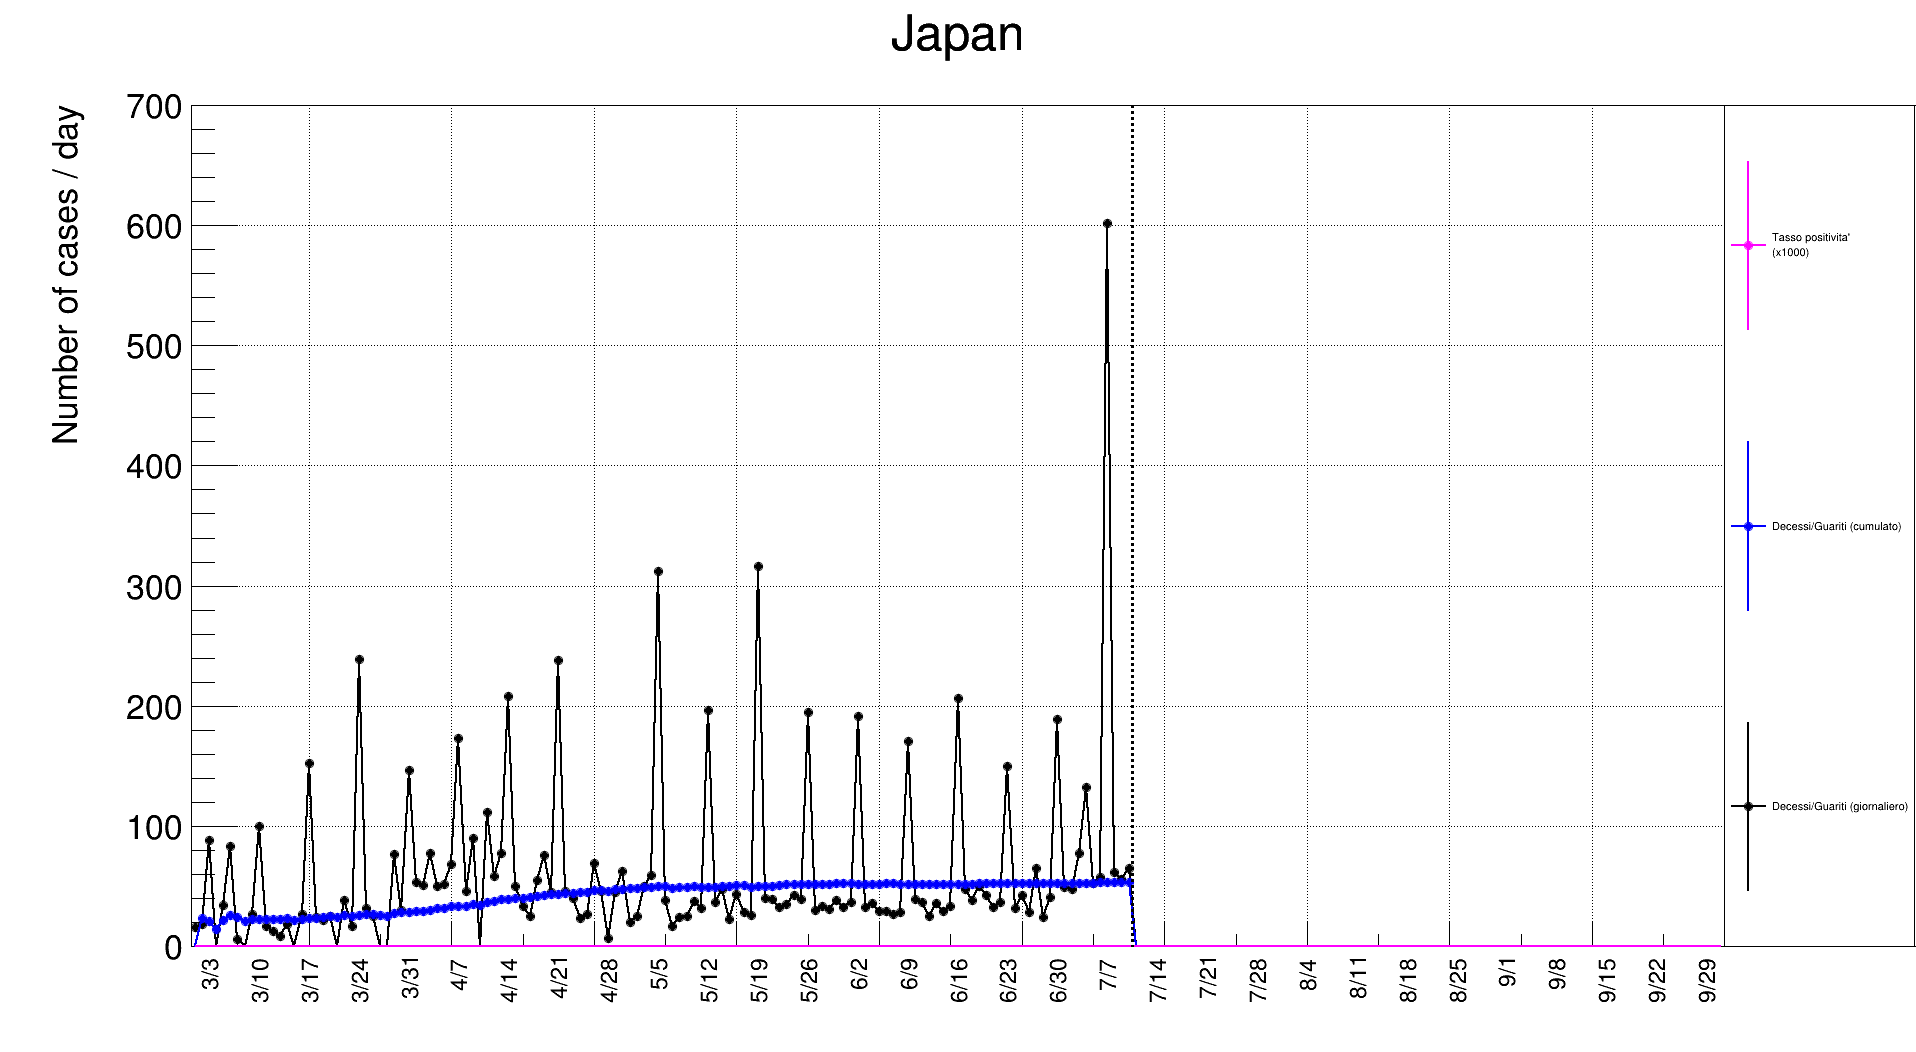 Japan
Number of cases / day
700
600
500
400
300
200
100
0
3/3 3/10 3/17 3/24 3/31 4/7 4/14 4/21 4/28 5/5 5/12 5/19 5/26 6/2 6/9 6/16 6/23 6/30 7/7 7/14 7/21 7/28 8/4 8/11 8/18 8/25 9/1 9/8 9/15 9/22 9/29
Tasso positivita'
(x1000)
Decessi/Guariti (cumulato)
Decessi/Guariti (giornaliero)